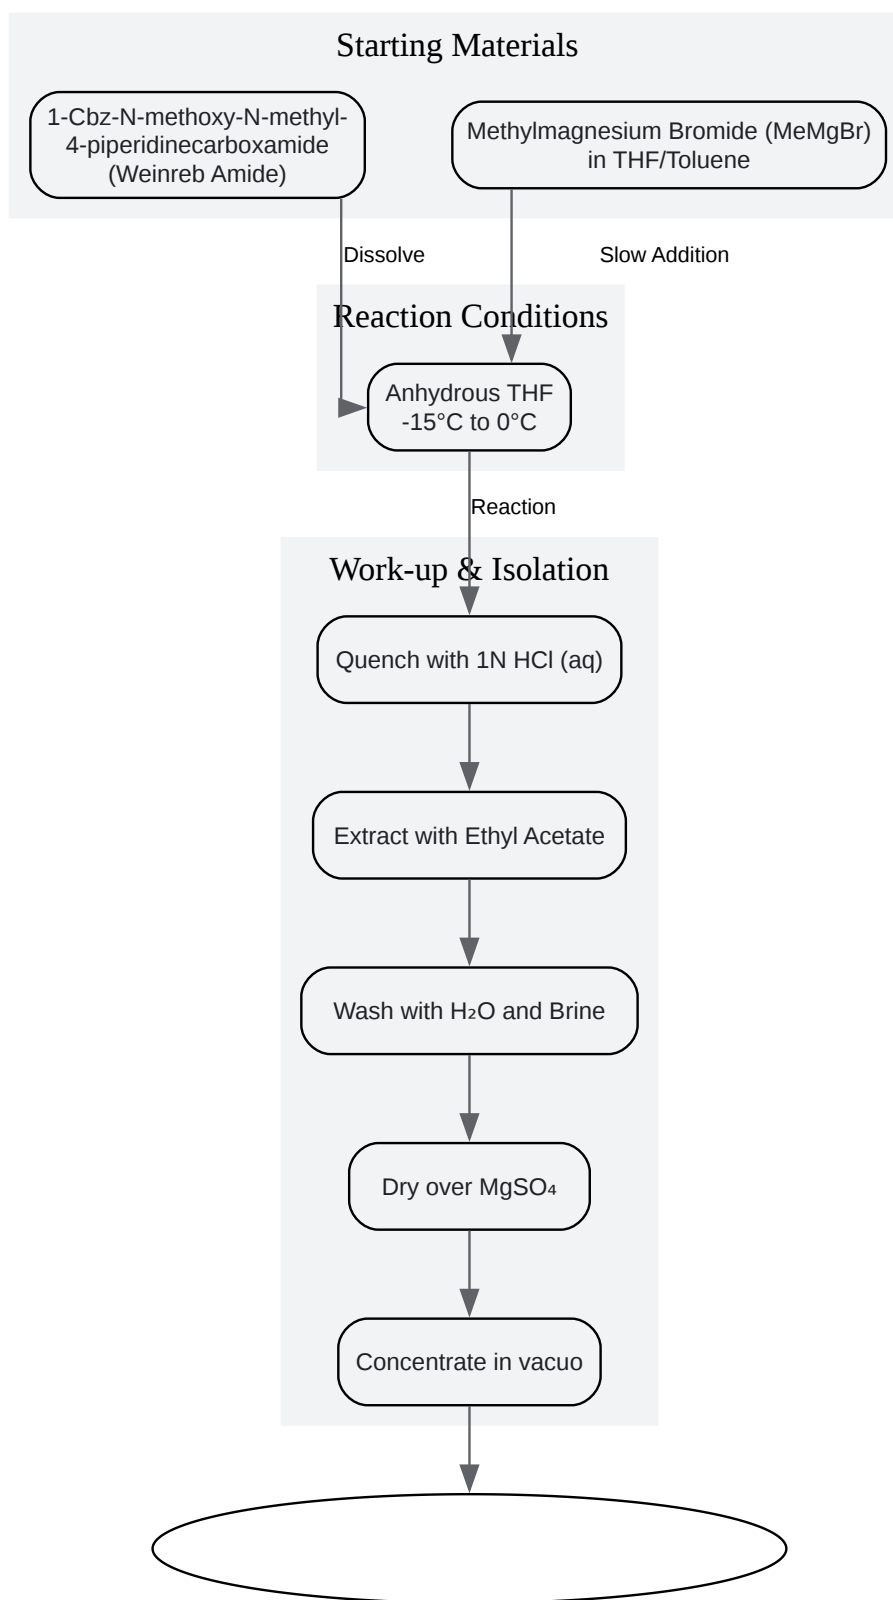 Starting Materials
1-Cbz-N-methoxy-N-methyl-
4-piperidinecarboxamide
(Weinreb Amide)
Methylmagnesium Bromide (MeMgBr)
in THF/Toluene
Dissolve
Slow Addition
Reaction Conditions
Anhydrous THF
-15°C to 0°C
Reaction
Work-up & Isolation
Quench with 1N HCl (aq)
Extract with Ethyl Acetate
Wash with H₂O and Brine
Dry over MgSO₄
Concentrate in vacuo